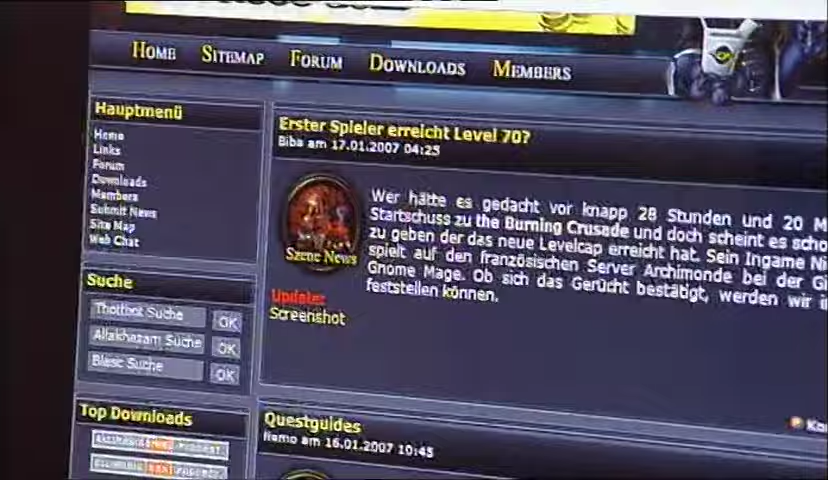 Home Sitemap Forum Downloads Members
Hauptmenü
Home
Links
Forum
Downloads
Members
Submit News
Site Map
Web Chat
Suche
Thottbot Suche OK
Allakhazam Suche OK
Blasc Suche OK
Top Downloads
Erster Spieler erreicht Level 70?
Biba am 17.01.2007 04:25
Szene News
Wer hätte es gedacht vor knapp 28 Stunden und 20 M
Startschuss zu the Burning Crusade und doch scheint es scho
zu geben der das neue Levelcap erreicht hat. Sein Ingame Ni
spielt auf den französischen Server Archimonde bei der Gi
Gnome Mage. Ob sich das Gerücht bestätigt, werden wir i
feststellen können.
Update:
Screenshot
Questguides
Nemo am 16.01.2007 10:45